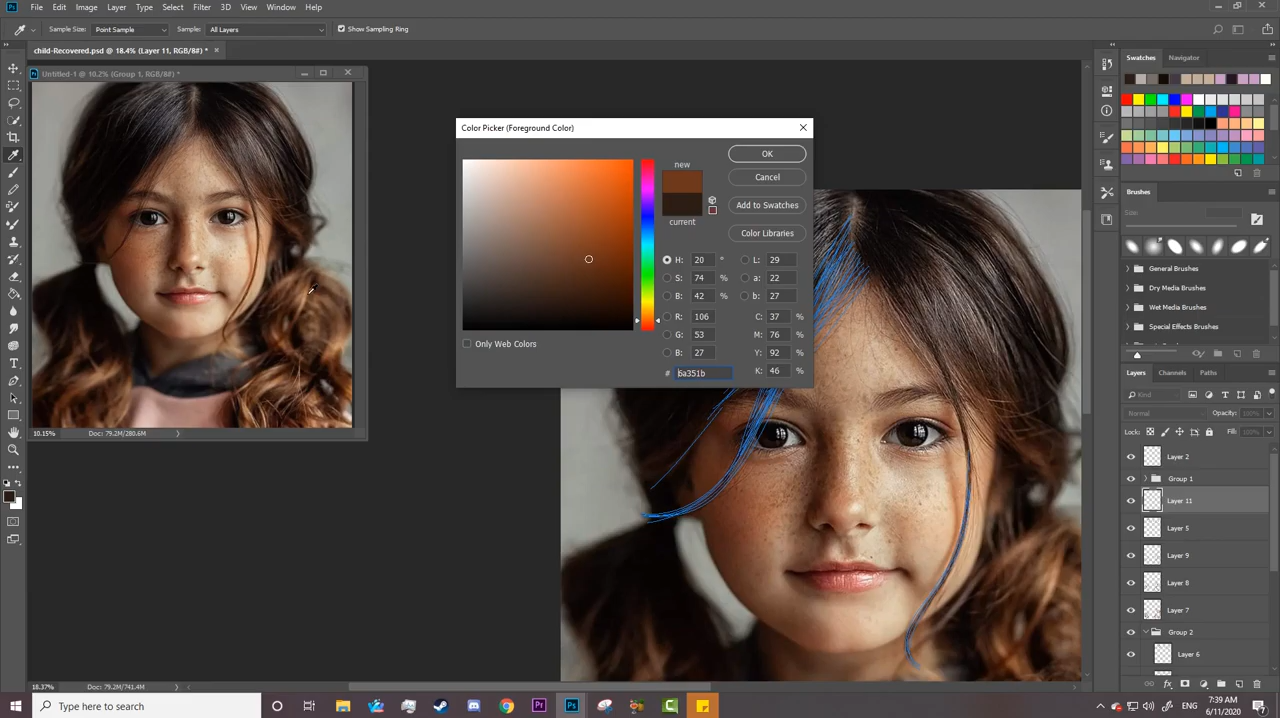 Ps File Edit Image Layer Type Select Filter 3D View Window Help
Sample Size: Point Sample Sample: All Layers Show Sampling Ring
child-Recovered.psd @ 18.4% (Layer 11, RGB/8#) *
Untitled-1 @ 10.2% (Group 1, RGB/8#) *
10.15% Doc: 79.2M/280.6M
18.37% Doc: 79.2M/741.4M
Color Picker (Foreground Color)
new
current
OK
Cancel
Add to Swatches
Color Libraries
Only Web Colors
H: 20 °
S: 74 %
B: 42 %
R: 106
G: 53
B: 27
# 6a351b
L: 29
a: 22
b: 27
C: 37 %
M: 76 %
Y: 92 %
K: 46 %
Swatches Navigator
Brushes
Size:
General Brushes
Dry Media Brushes
Wet Media Brushes
Special Effects Brushes
Layers Channels Paths
Kind
Normal Opacity: 100%
Lock: Fill: 100%
Layer 2
Group 1
Layer 11
Layer 5
Layer 9
Layer 8
Layer 7
Group 2
Layer 6
Type here to search
Pr
Ps
7:39 AM
6/11/2020